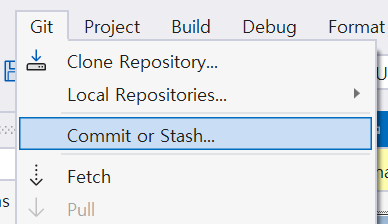 Git Project Build Debug Format
Clone Repository...
Local Repositories...
Commit or Stash...
Fetch
Pull